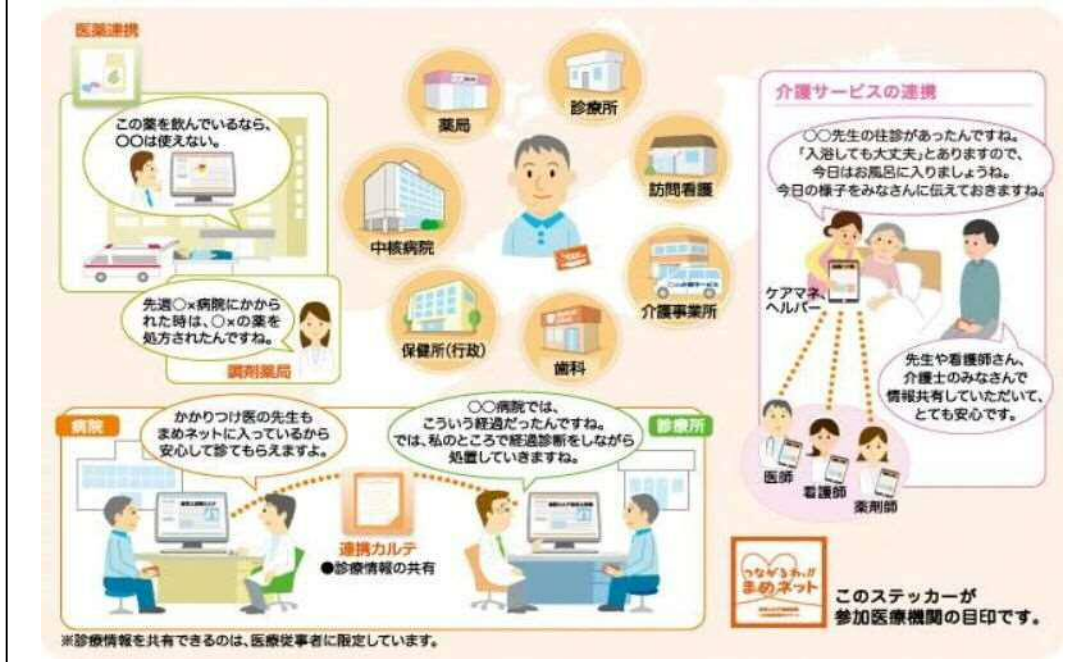 医薬連携
この薬を飲んでいるなら、
〇〇は使えない。
先週〇×病院にかから
れた時は、〇×の薬を
処方されたんですね。
調剤薬局
薬局
診療所
訪問看護
中核病院
介護事業所
保健所(行政)
歯科
介護サービスの連携
〇〇先生の往診があったんですね。
「入浴しても大丈夫」とありますので、
今日はお風呂に入りましょうね。
今日の様子をみなさんに伝えておきますね。
ケアマネ、
ヘルパー
先生や看護師さん、
介護士のみなさんで
情報共有していただいて、
とても安心です。
医師
看護師
薬剤師
病院
かかりつけ医の先生も
まめネットに入っているから
安心して診てもらえますよ。
〇〇病院では、
こういう経過だったんですね。
では、私のところで経過診断をしながら
処置していきますね。
診療所
連携カルテ
●診療情報の共有
つながるわ!!
まめネット
このステッカーが
参加医療機関の目印です。
※診療情報を共有できるのは、医療従事者に限定しています。